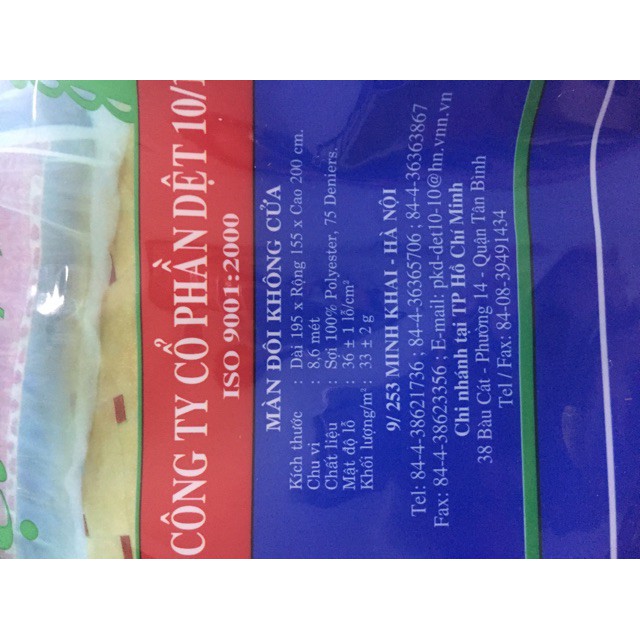 CÔNG TY CỔ PHẦN DỆT 10/1
ISO 9001:2000
MÀN ĐÔI KHÔNG CỬA
Kích thước : Dài 195 x Rộng 155 x Cao 200 cm.
Chu vi : 8.6 mét
Chất liệu : Sợi 100% Polyester, 75 Deniers.
Mật độ lỗ : 36 ± 1 lỗ/cm²
Khối lượng/m² : 33 ± 2 g
9/253 MINH KHAI - HÀ NỘI
Tel: 84-4-38621736 ; 84-4-36365706 ; 84-4-36363867
Fax: 84-4-38623356 ; E-mail: pkd-det10-10@hn.vnn.vn
Chi nhánh tại TP Hồ Chí Minh
38 Bàu Cát - Phường 14 - Quận Tân Bình
Tel / Fax: 84-08-39491434